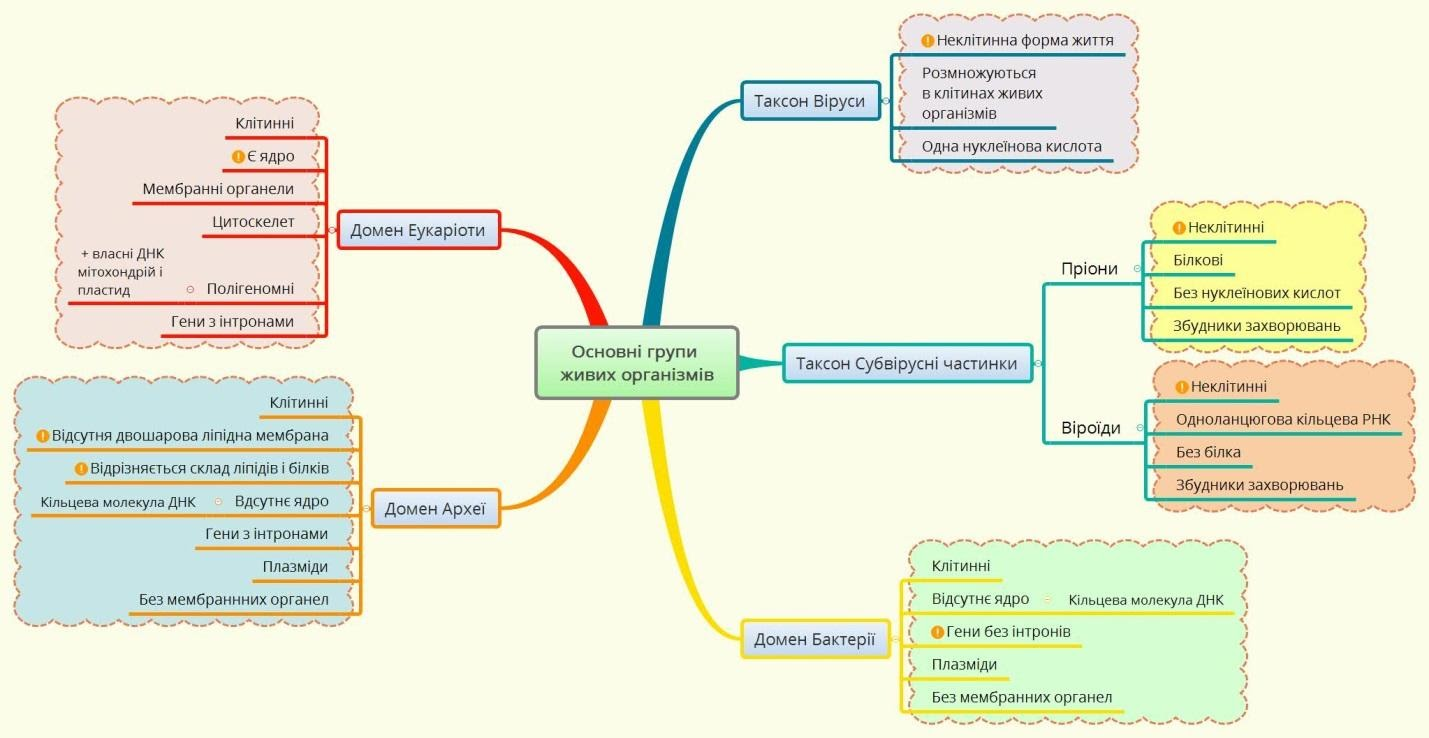 Основні групи
живих організмів
Таксон Віруси
Неклітинна форма життя
Розмножуються
в клітинах живих
організмів
Одна нуклеїнова кислота
Таксон Субвірусні частинки
Пріони
Неклітинні
Білкові
Без нуклеїнових кислот
Збудники захворювань
Віроїди
Неклітинні
Одноланцюгова кільцева РНК
Без білка
Збудники захворювань
Домен Бактерії
Клітинні
Відсутнє ядро
Кільцева молекула ДНК
Гени без інтронів
Плазміди
Без мембранних органел
Домен Еукаріоти
Клітинні
Є ядро
Мембранні органели
Цитоскелет
Полігеномні
+ власні ДНК
мітохондрій і
пластид
Гени з інтронами
Домен Археї
Клітинні
Відсутня двошарова ліпідна мембрана
Відрізняється склад ліпідів і білків
Вдсутнє ядро
Кільцева молекула ДНК
Гени з інтронами
Плазміди
Без мембраннних органел